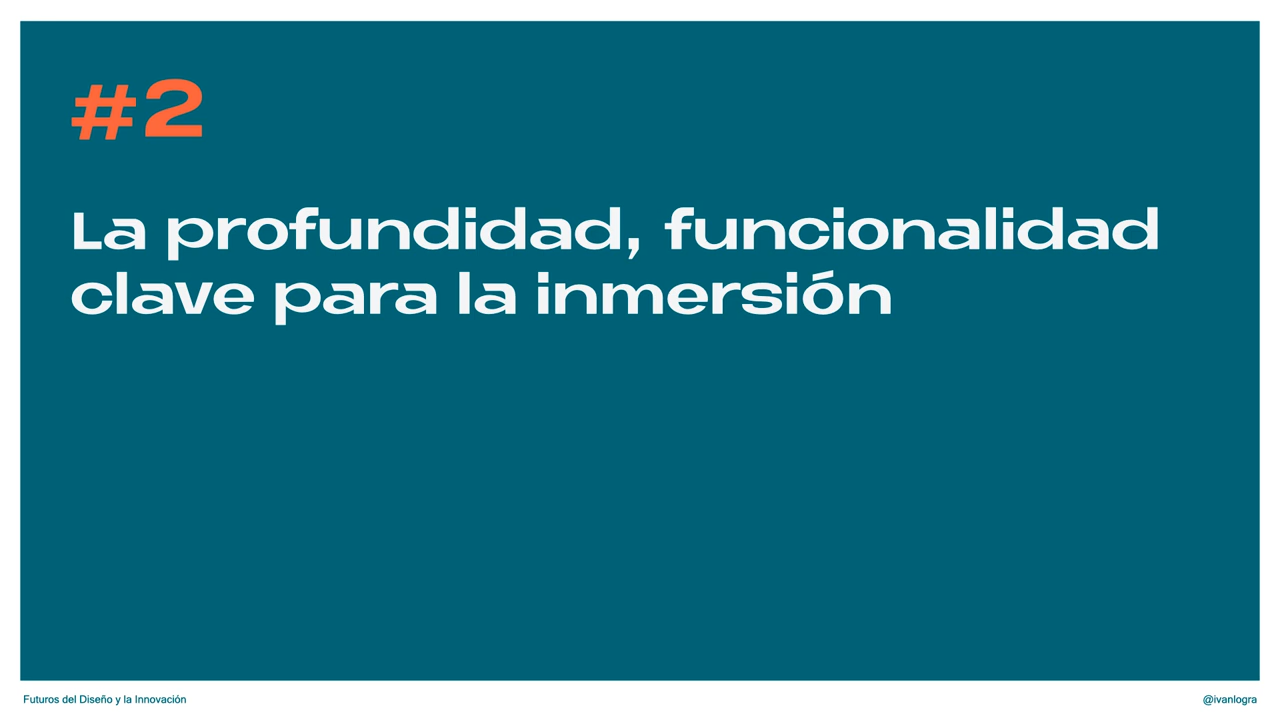 #2
La profundidad, funcionalidad
clave para la inmersión
Futuros del Diseño y la Innovación
@ivanlogra